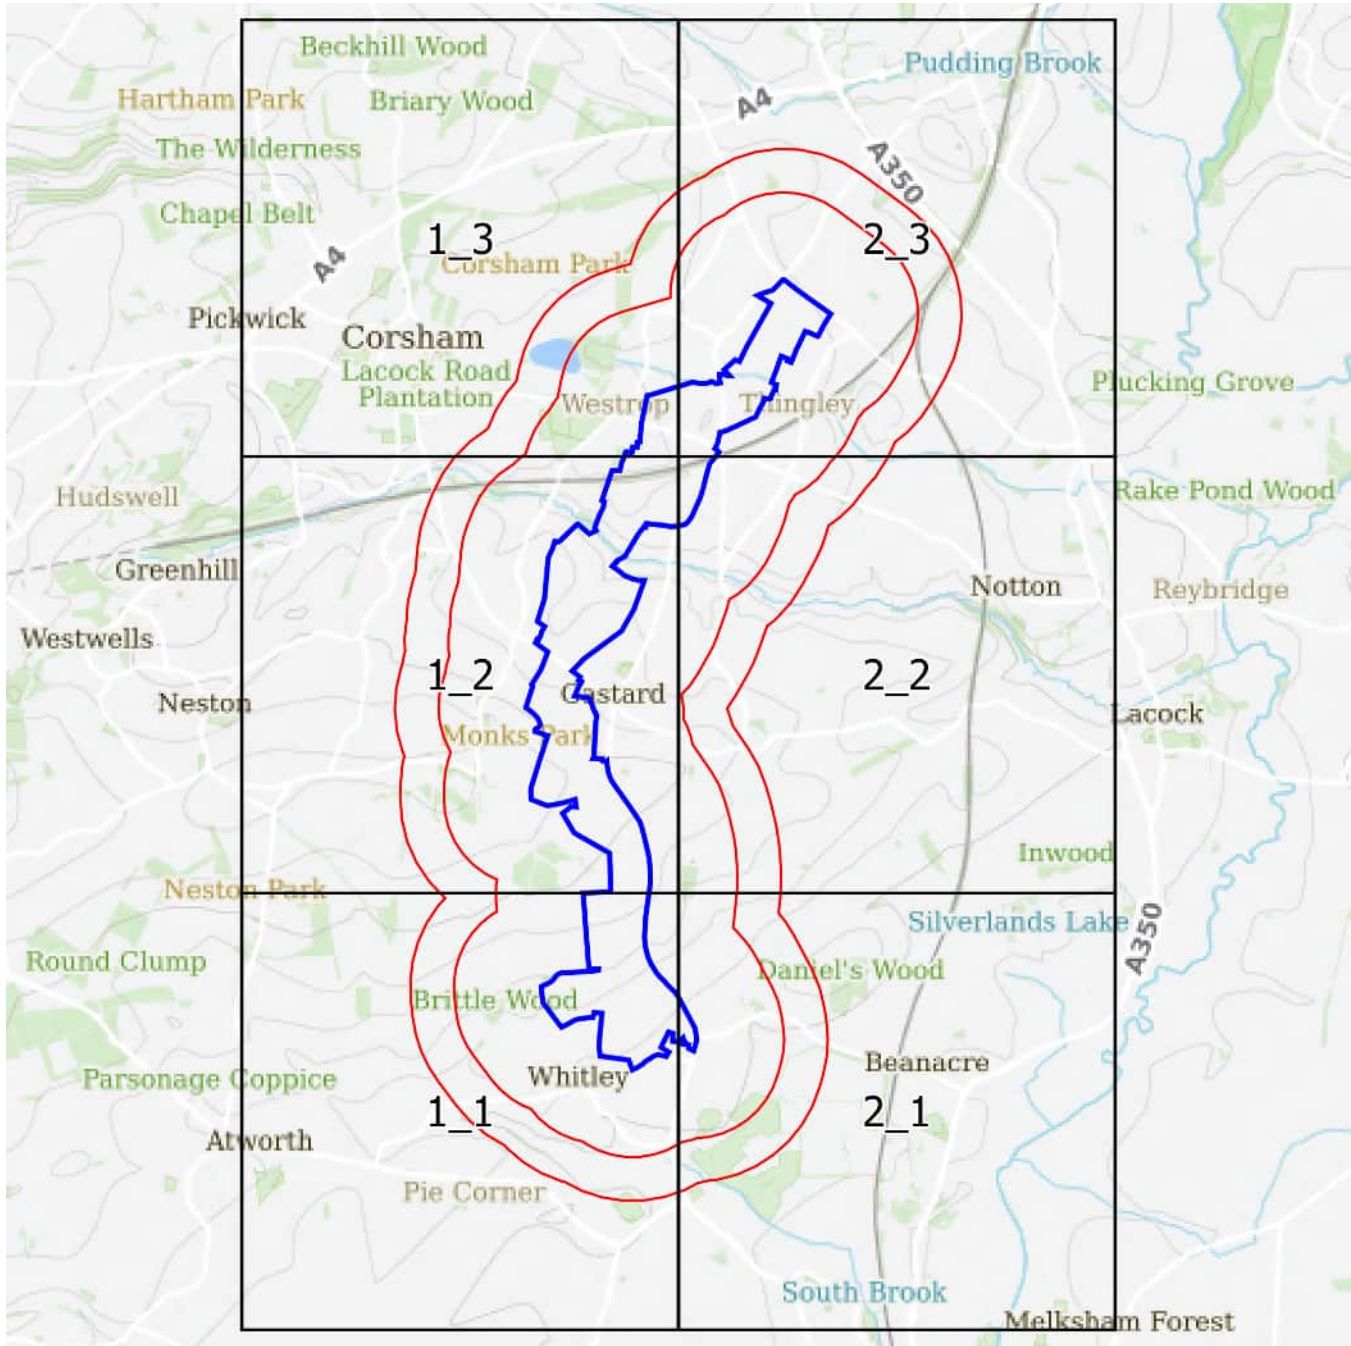 Beckhill Wood
Pudding Brook
Hartham Park
Briary Wood
A4
The Wilderness
A350
Chapel Belt
1_3
2_3
A4
Corsham Park
Pickwick
Corsham
Lacock Road
Plantation
Plucking Grove
Westrop
Thingley
Hudswell
Rake Pond Wood
Greenhill
Notton
Reybridge
Westwells
1_2
2_2
Neston
Gastard
Lacock
Monks Park
Inwood
Neston Park
Silverlands Lake
A350
Round Clump
Daniel's Wood
Brittle Wood
Beanacre
Whitley
Parsonage Coppice
1_1
2_1
Atworth
Pie Corner
South Brook
Melksham Forest